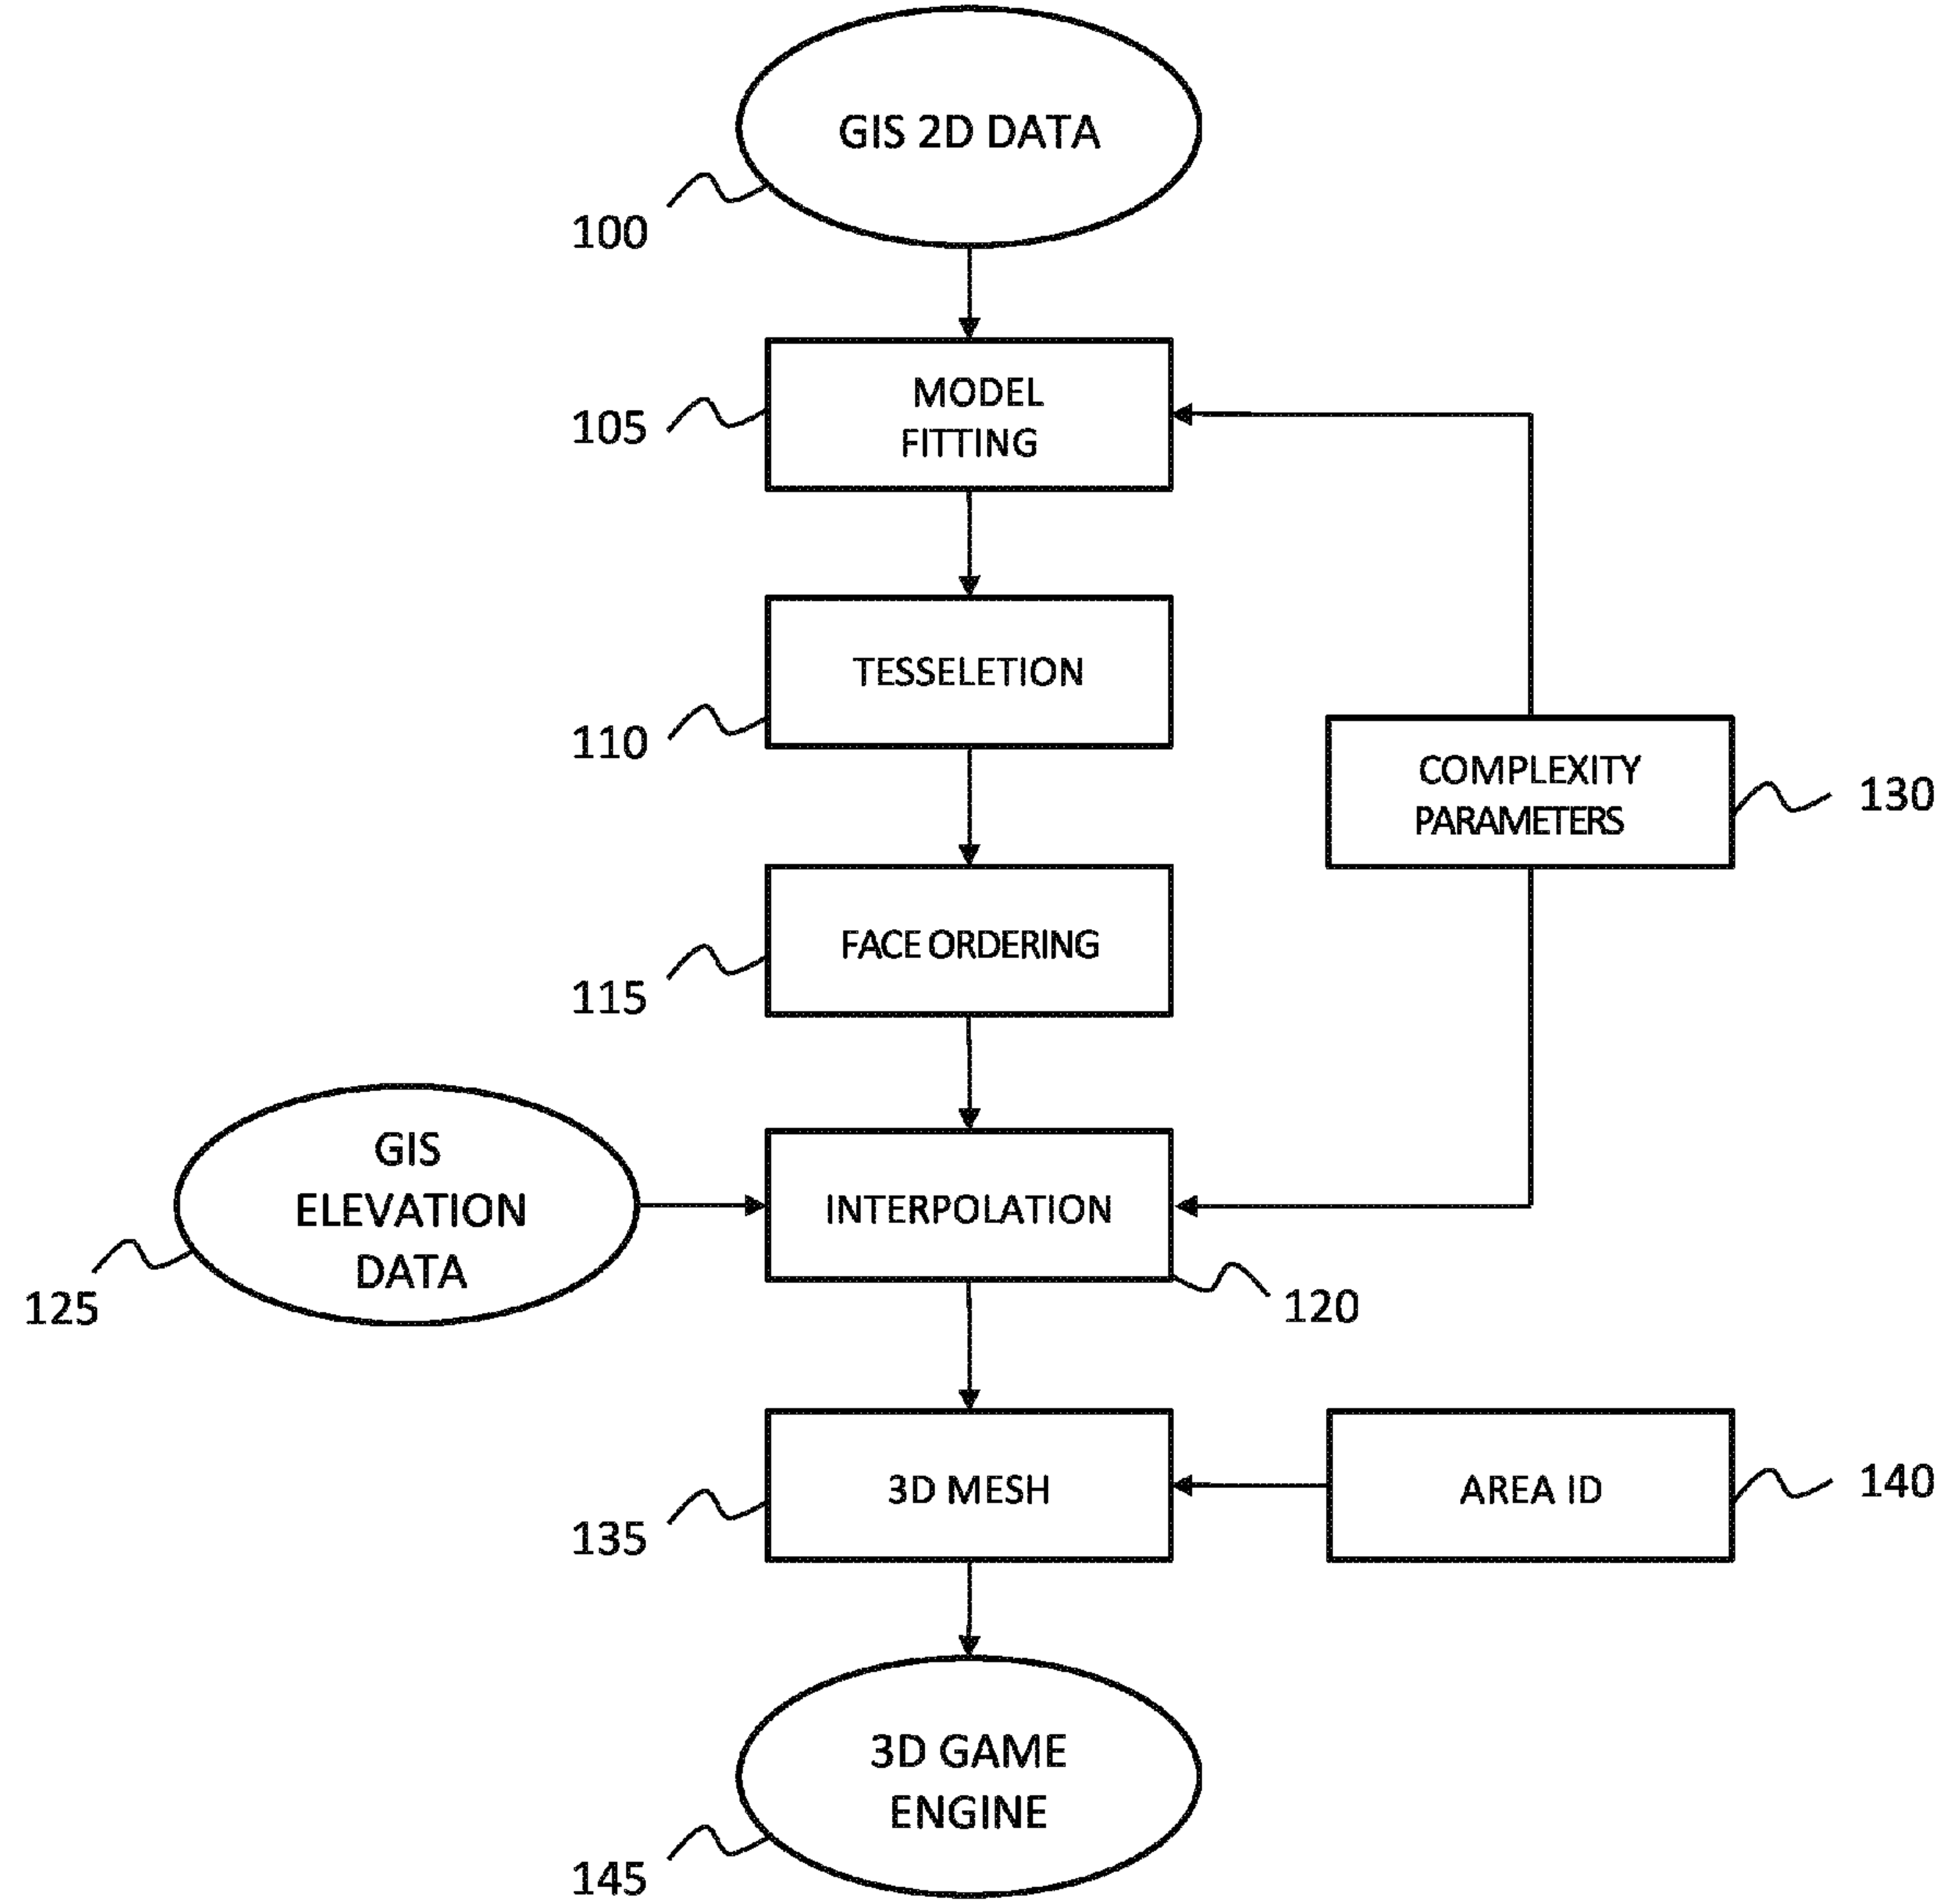 GIS 2D DATA
100
MODEL
FITTING
105
TESSELETION
110
COMPLEXITY
PARAMETERS
130
FACE ORDERING
115
GIS
ELEVATION
DATA
125
INTERPOLATION
120
3D MESH
135
AREA ID
140
3D GAME
ENGINE
145